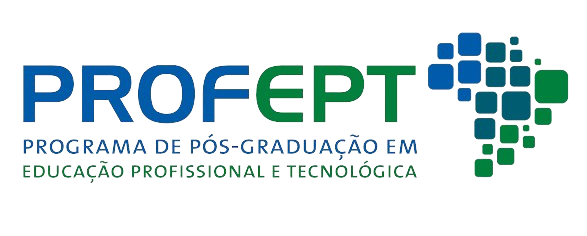 PROFEPT
PROGRAMA DE PÓS-GRADUAÇÃO EM
EDUCAÇÃO PROFISSIONAL E TECNOLÓGICA